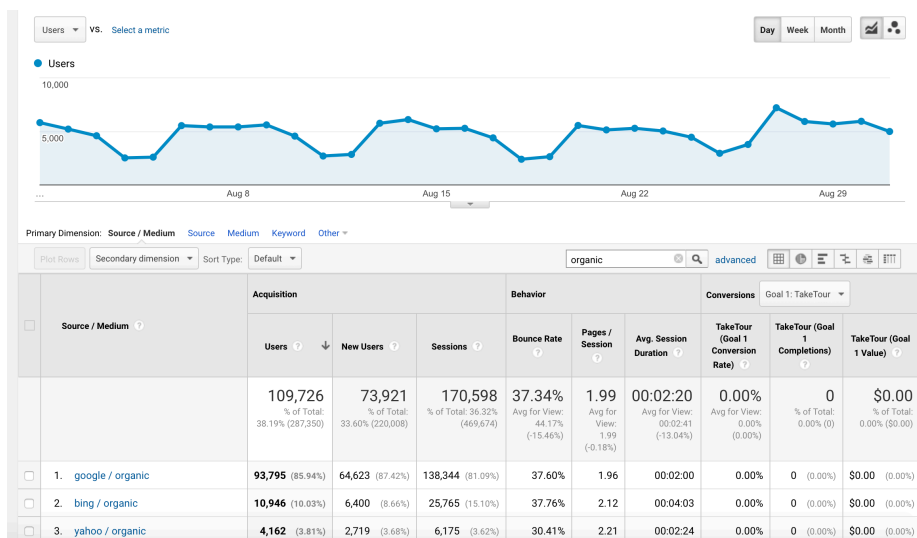 Users VS. Select a metric Day Week Month
Users
10,000
5,000
... Aug 8 Aug 15 Aug 22 Aug 29
Primary Dimension: Source / Medium Source Medium Keyword Other
Plot Rows Secondary dimension Sort Type: Default organic advanced
Acquisition Behavior Conversions Goal 1: TakeTour
Source / Medium ? Users ? New Users ? Sessions ? Bounce Rate ? Pages / Session ? Avg. Session Duration ? TakeTour (Goal 1 Conversion Rate) ? TakeTour (Goal 1 Completions) ? TakeTour (Goal 1 Value) ?
109,726 73,921 170,598 37.34% 1.99 00:02:20 0.00% 0 $0.00
% of Total: 38.19% (287,350) % of Total: 33.60% (220,008) % of Total: 36.32% (469,674) Avg for View: 44.17% (-15.46%) Avg for View: 1.99 (-0.18%) Avg for View: 00:02:41 (-13.04%) Avg for View: 0.00% (0.00%) % of Total: 0.00% (0) % of Total: 0.00% ($0.00)
1. google / organic 93,795 (85.94%) 64,623 (87.42%) 138,344 (81.09%) 37.60% 1.96 00:02:00 0.00% 0 (0.00%) $0.00 (0.00%)
2. bing / organic 10,946 (10.03%) 6,400 (8.66%) 25,765 (15.10%) 37.76% 2.12 00:04:03 0.00% 0 (0.00%) $0.00 (0.00%)
3. yahoo / organic 4,162 (3.81%) 2,719 (3.68%) 6,175 (3.62%) 30.41% 2.21 00:02:24 0.00% 0 (0.00%) $0.00 (0.00%)